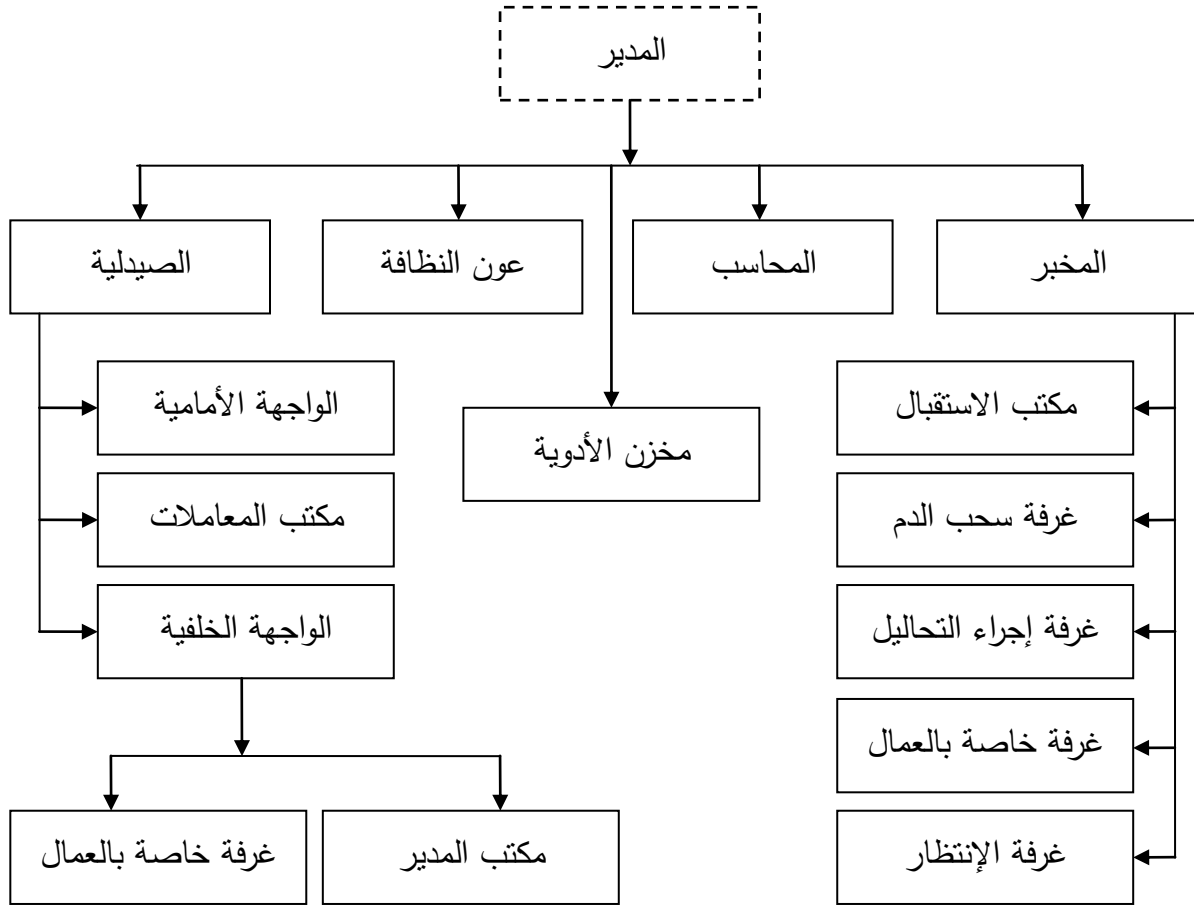 المدير
المخبر
المحاسب
عون النظافة
الصيدلية
مكتب الاستقبال
غرفة سحب الدم
غرفة إجراء التحاليل
غرفة خاصة بالعمال
غرفة الإنتظار
مخزن الأدوية
الواجهة الأمامية
مكتب المعاملات
الواجهة الخلفية
مكتب المدير
غرفة خاصة بالعمال